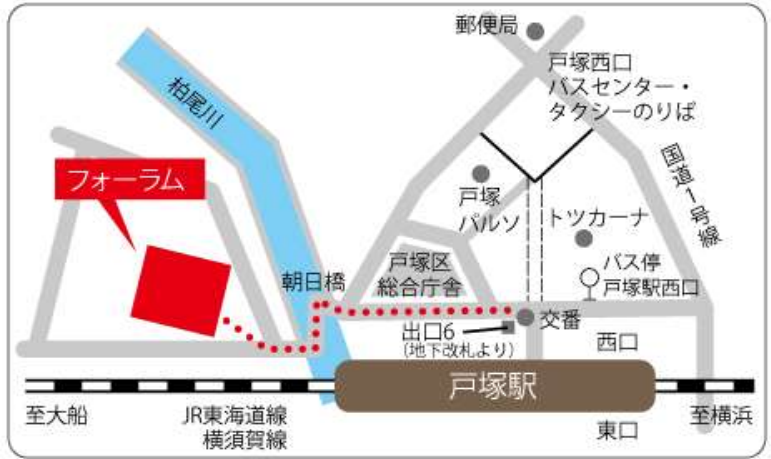 郵便局
戸塚西口
バスセンター・
タクシーのりば
柏尾川
国道1号線
フォーラム
戸塚
パルソ
トツカーナ
戸塚区
総合庁舎
バス停
戸塚駅西口
朝日橋
交番
出口6
(地下改札より)
西口
戸塚駅
至大船
JR東海道線
横須賀線
東口
至横浜